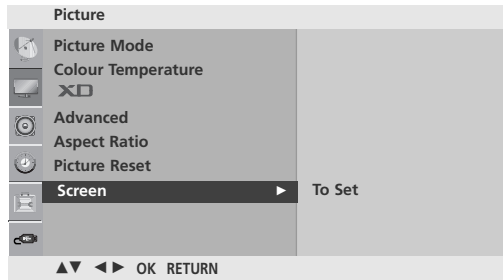 Picture
Picture Mode
Colour Temperature
XD
Advanced
Aspect Ratio
Picture Reset
Screen ► To Set
▲▼ ◄► OK RETURN